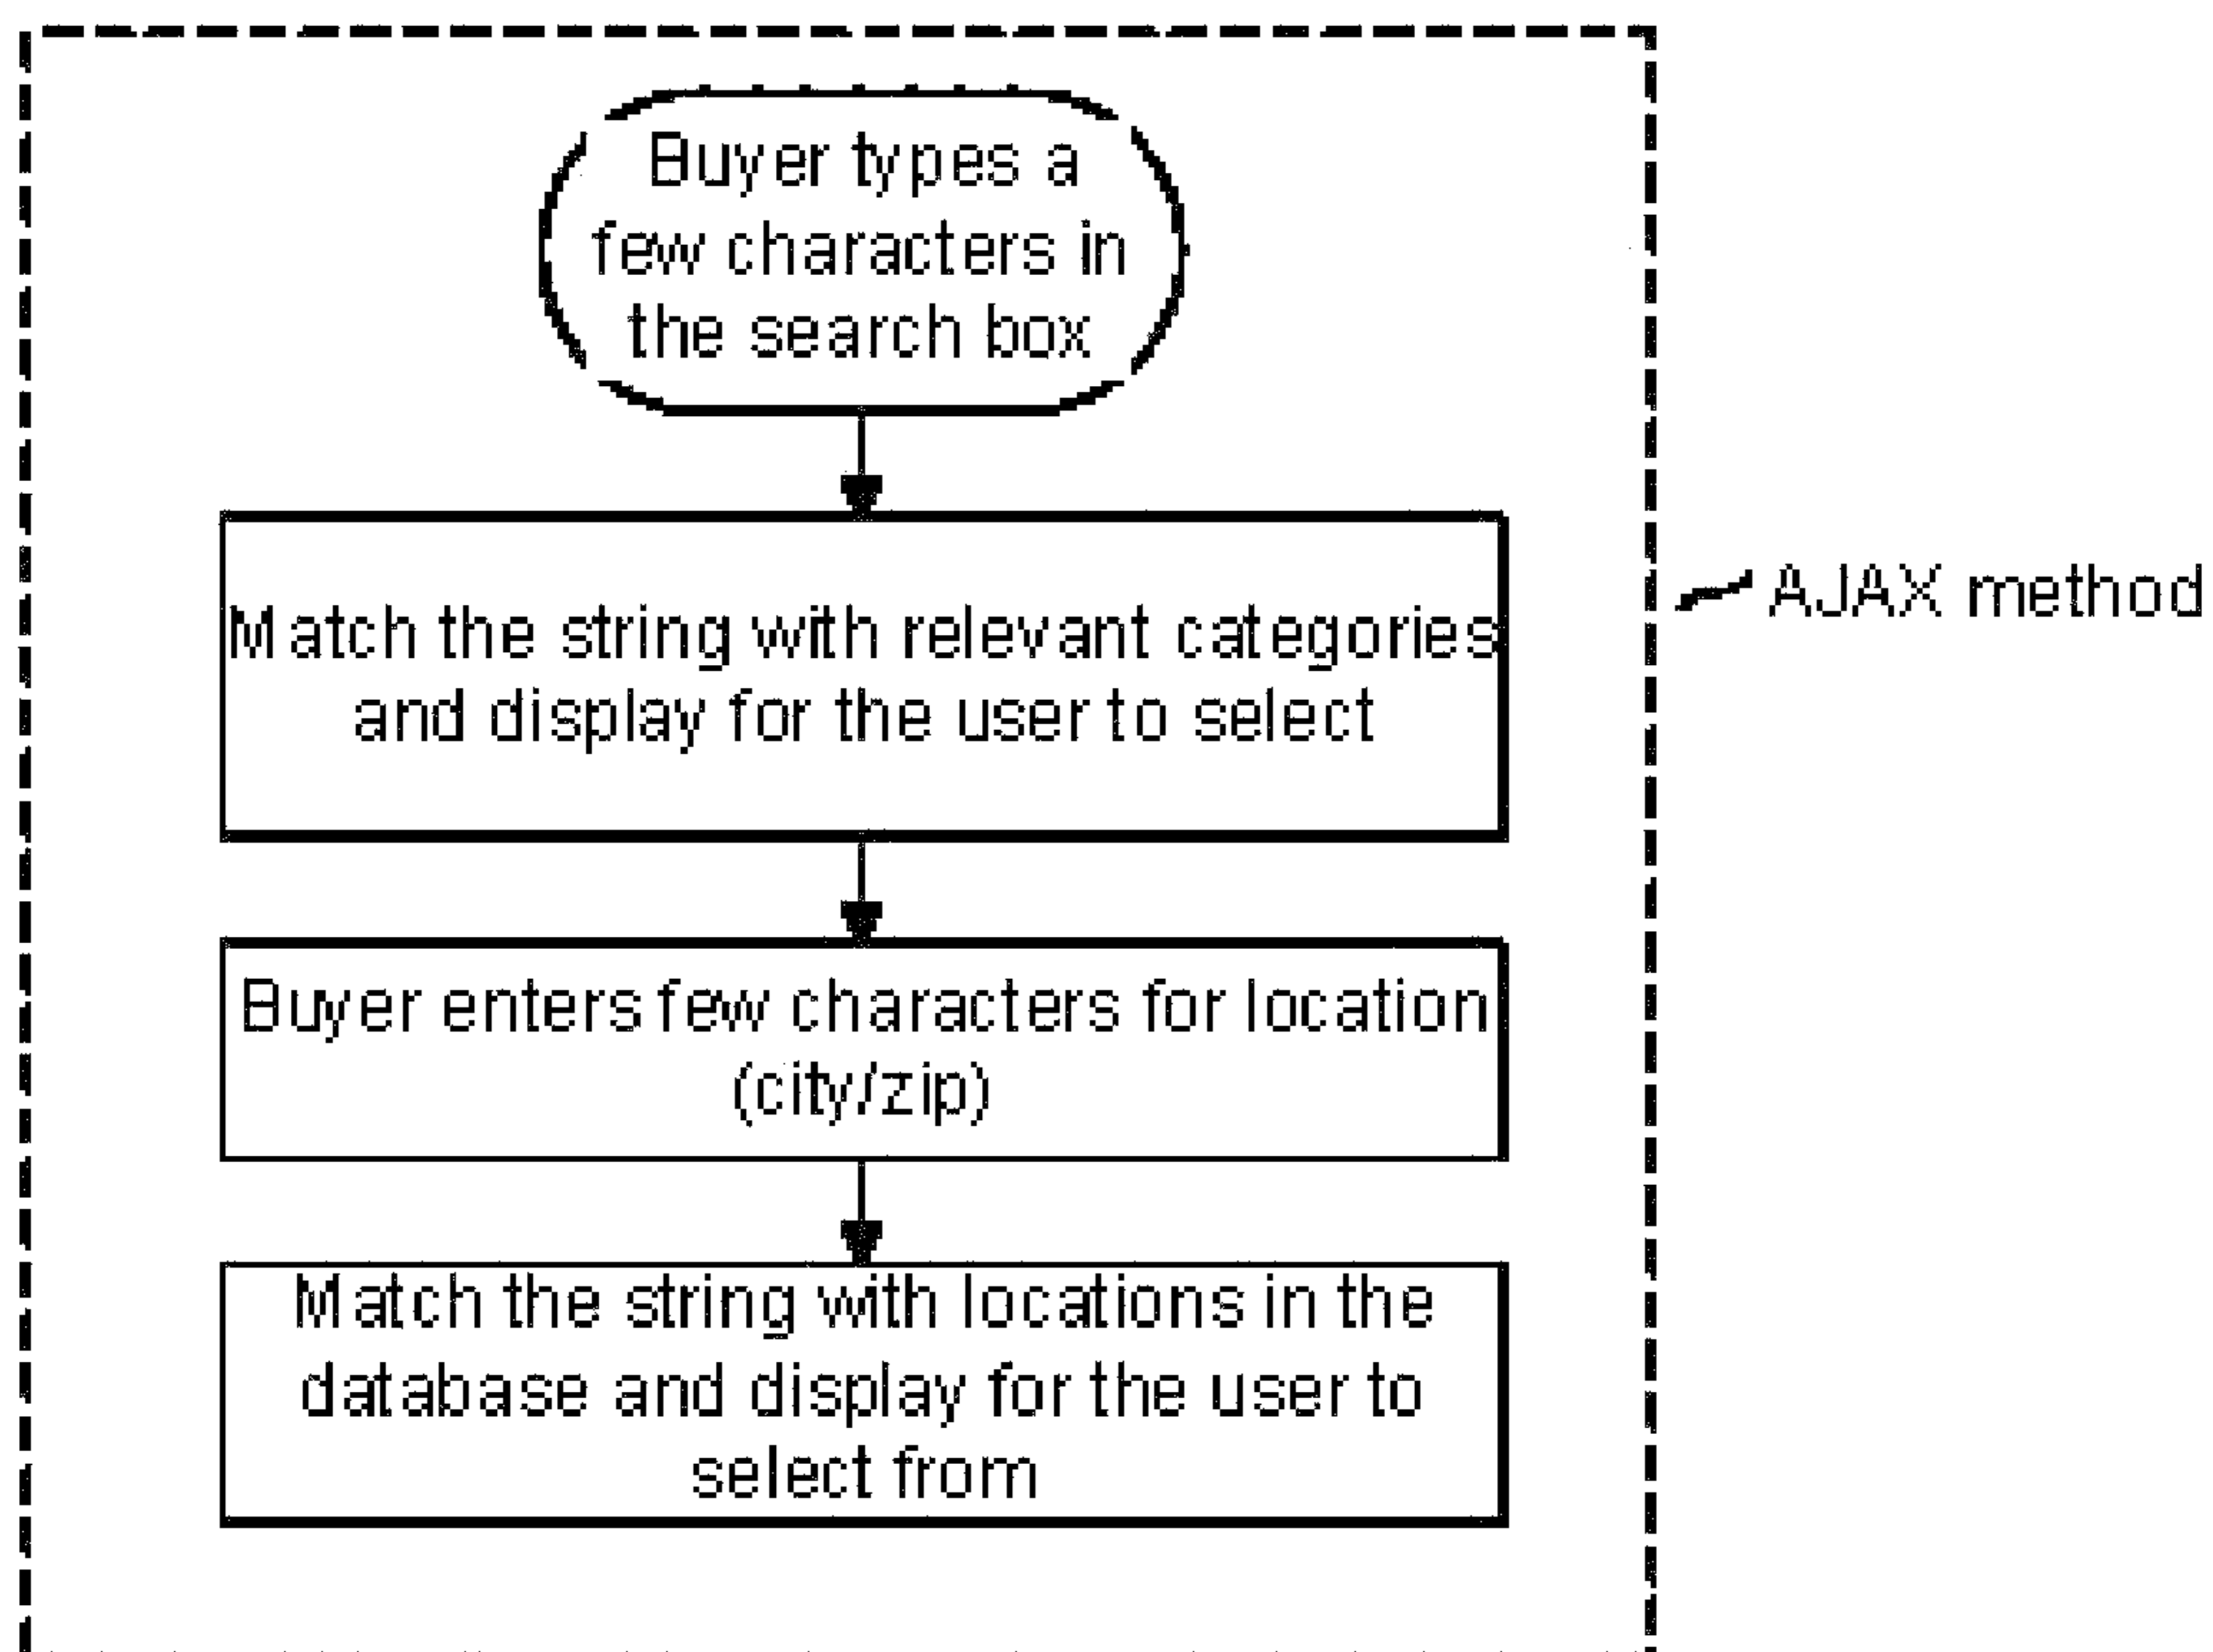 Buyer types a
few characters in
the search box
Match the string with relevant categories
and display for the user to select
AJAX method
Buyer enters few characters for location
(city/zip)
Match the string with locations in the
database and display for the user to
select from